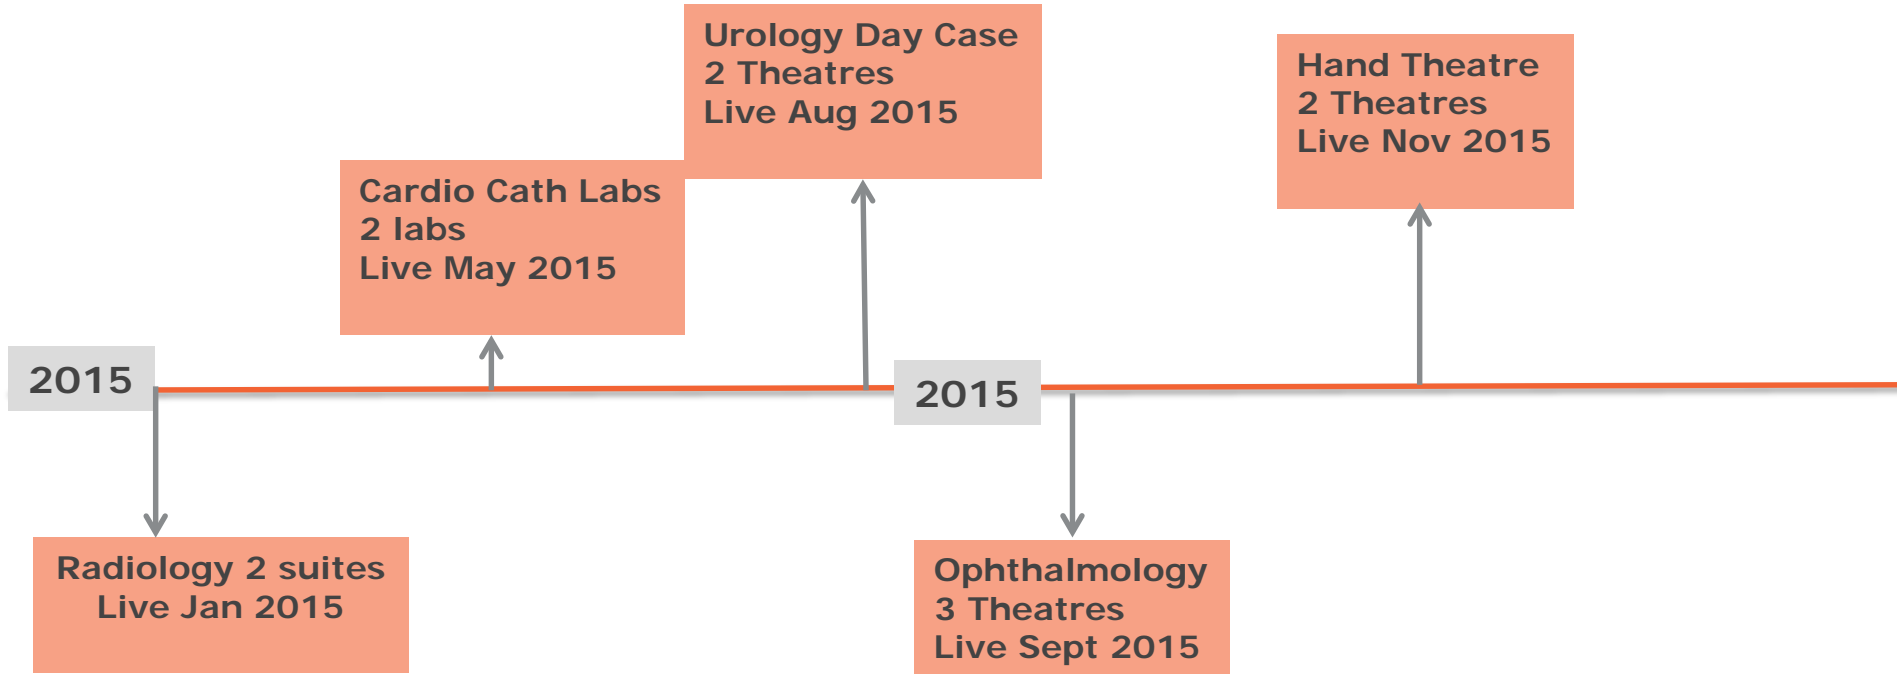 Urology Day Case
2 Theatres
Live Aug 2015
Hand Theatre
2 Theatres
Live Nov 2015
Cardio Cath Labs
2 labs
Live May 2015
2015
2015
Radiology 2 suites
Live Jan 2015
Ophthalmology
3 Theatres
Live Sept 2015